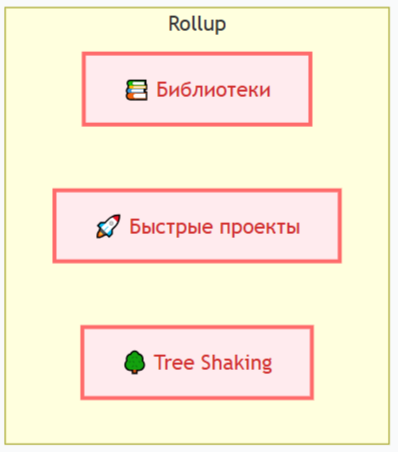 Rollup
📚 Библиотеки
🚀 Быстрые проекты
🌳 Tree Shaking